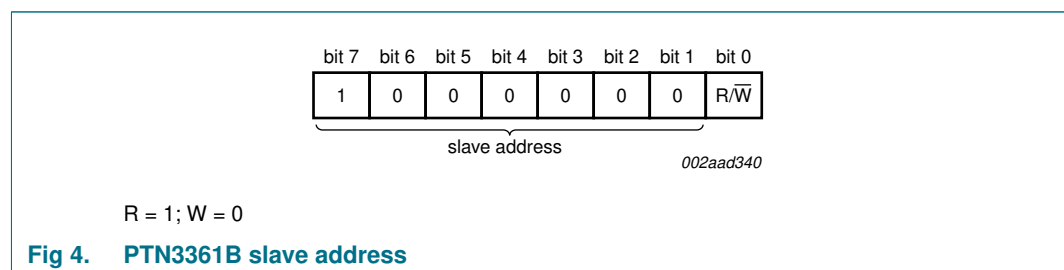 bit 7 bit 6 bit 5 bit 4 bit 3 bit 2 bit 1 bit 0
1 0 0 0 0 0 0 R/W̅
slave address
002aad340
R = 1; W = 0
Fig 4. PTN3361B slave address